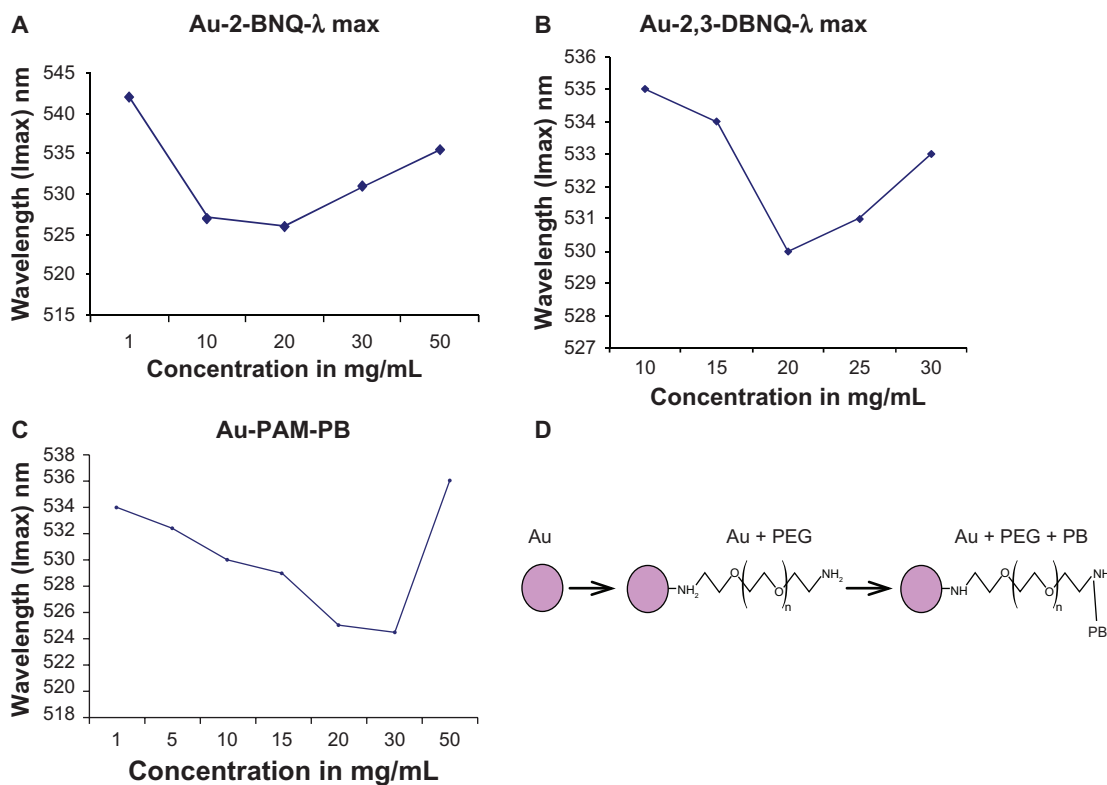 A
Au-2-BNQ-λ max
Wavelength (lmax) nm
545
540
535
530
525
520
515
1 10 20 30 50
Concentration in mg/mL
B
Au-2,3-DBNQ-λ max
Wavelength (lmax) nm
535
534
533
532
531
530
529
528
527
10 15 20 25 30
Concentration in mg/mL
C
Au-PAM-PB
Wavelength (lmax) nm
538
536
534
532
530
528
526
524
522
520
518
1 5 10 15 20 30 50
Concentration in mg/mL
D
Au
Au + PEG
Au + PEG + PB
NH2 O O n NH2
NH O O n NH
PB